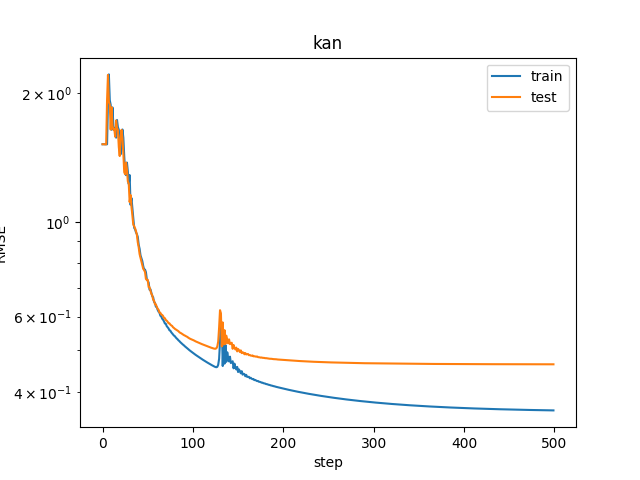 kan
train
test
2 × 10⁰
10⁰
6 × 10⁻¹
4 × 10⁻¹
RMSE
0 100 200 300 400 500
step